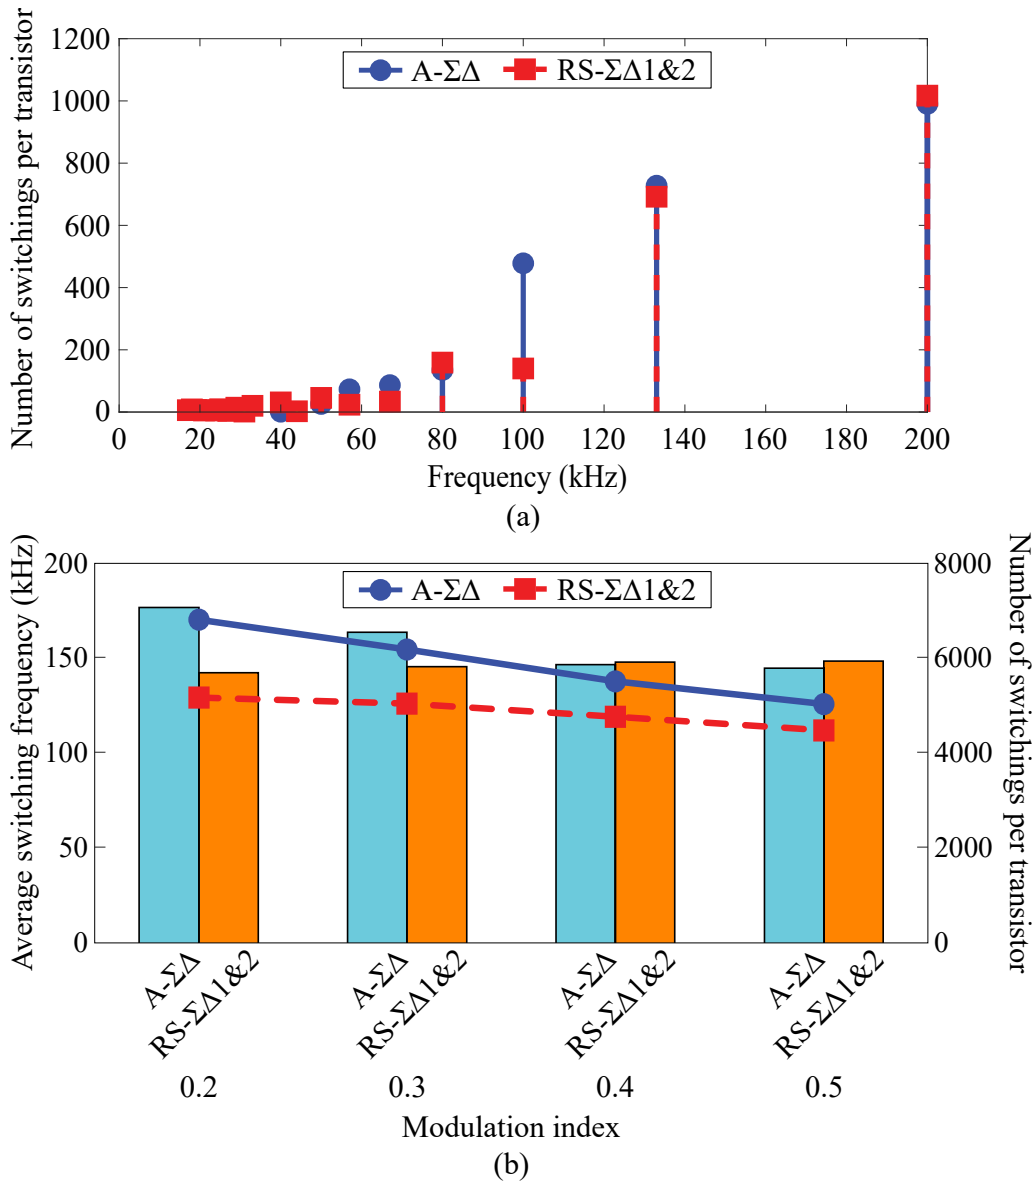 Number of switchings per transistor
1200
1000
800
600
400
200
0
A-ΣΔ RS-ΣΔ1&2
0 20 40 60 80 100 120 140 160 180 200
Frequency (kHz)
(a)
Average switching frequency (kHz)
200
150
100
50
0
A-ΣΔ RS-ΣΔ1&2
8000
6000
4000
2000
0
Number of switchings per transistor
A-ΣΔ
RS-ΣΔ1&2
A-ΣΔ
RS-ΣΔ1&2
A-ΣΔ
RS-ΣΔ1&2
A-ΣΔ
RS-ΣΔ1&2
0.2 0.3 0.4 0.5
Modulation index
(b)